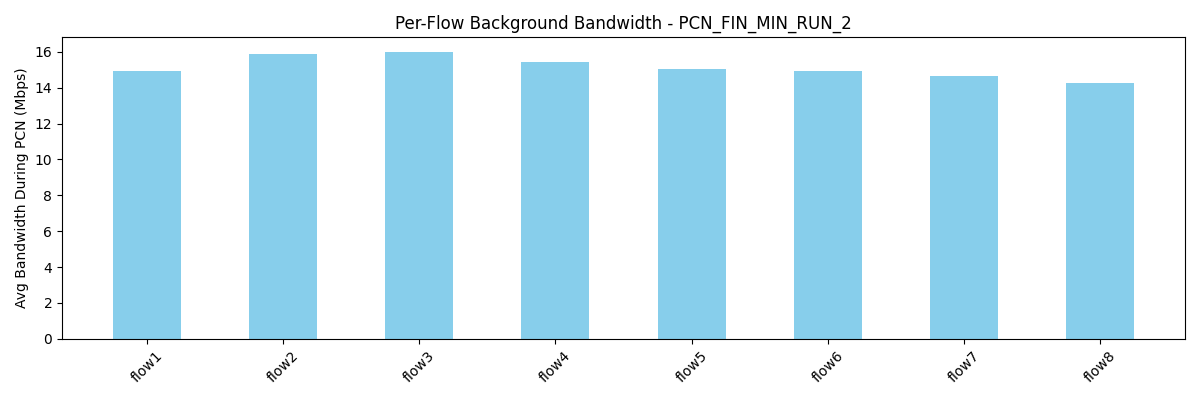 Per-Flow Background Bandwidth - PCN_FIN_MIN_RUN_2
Avg Bandwidth During PCN (Mbps)
16
14
12
10
8
6
4
2
0
flow1
flow2
flow3
flow4
flow5
flow6
flow7
flow8